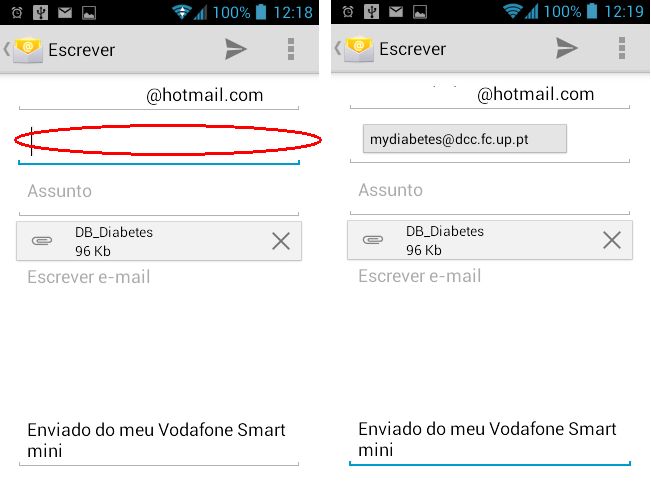 100% 12:18
Escrever
@hotmail.com
Assunto
DB_Diabetes
96 Kb
Escrever e-mail
Enviado do meu Vodafone Smart
mini
100% 12:19
Escrever
@hotmail.com
mydiabetes@dcc.fc.up.pt
Assunto
DB_Diabetes
96 Kb
Escrever e-mail
Enviado do meu Vodafone Smart
mini